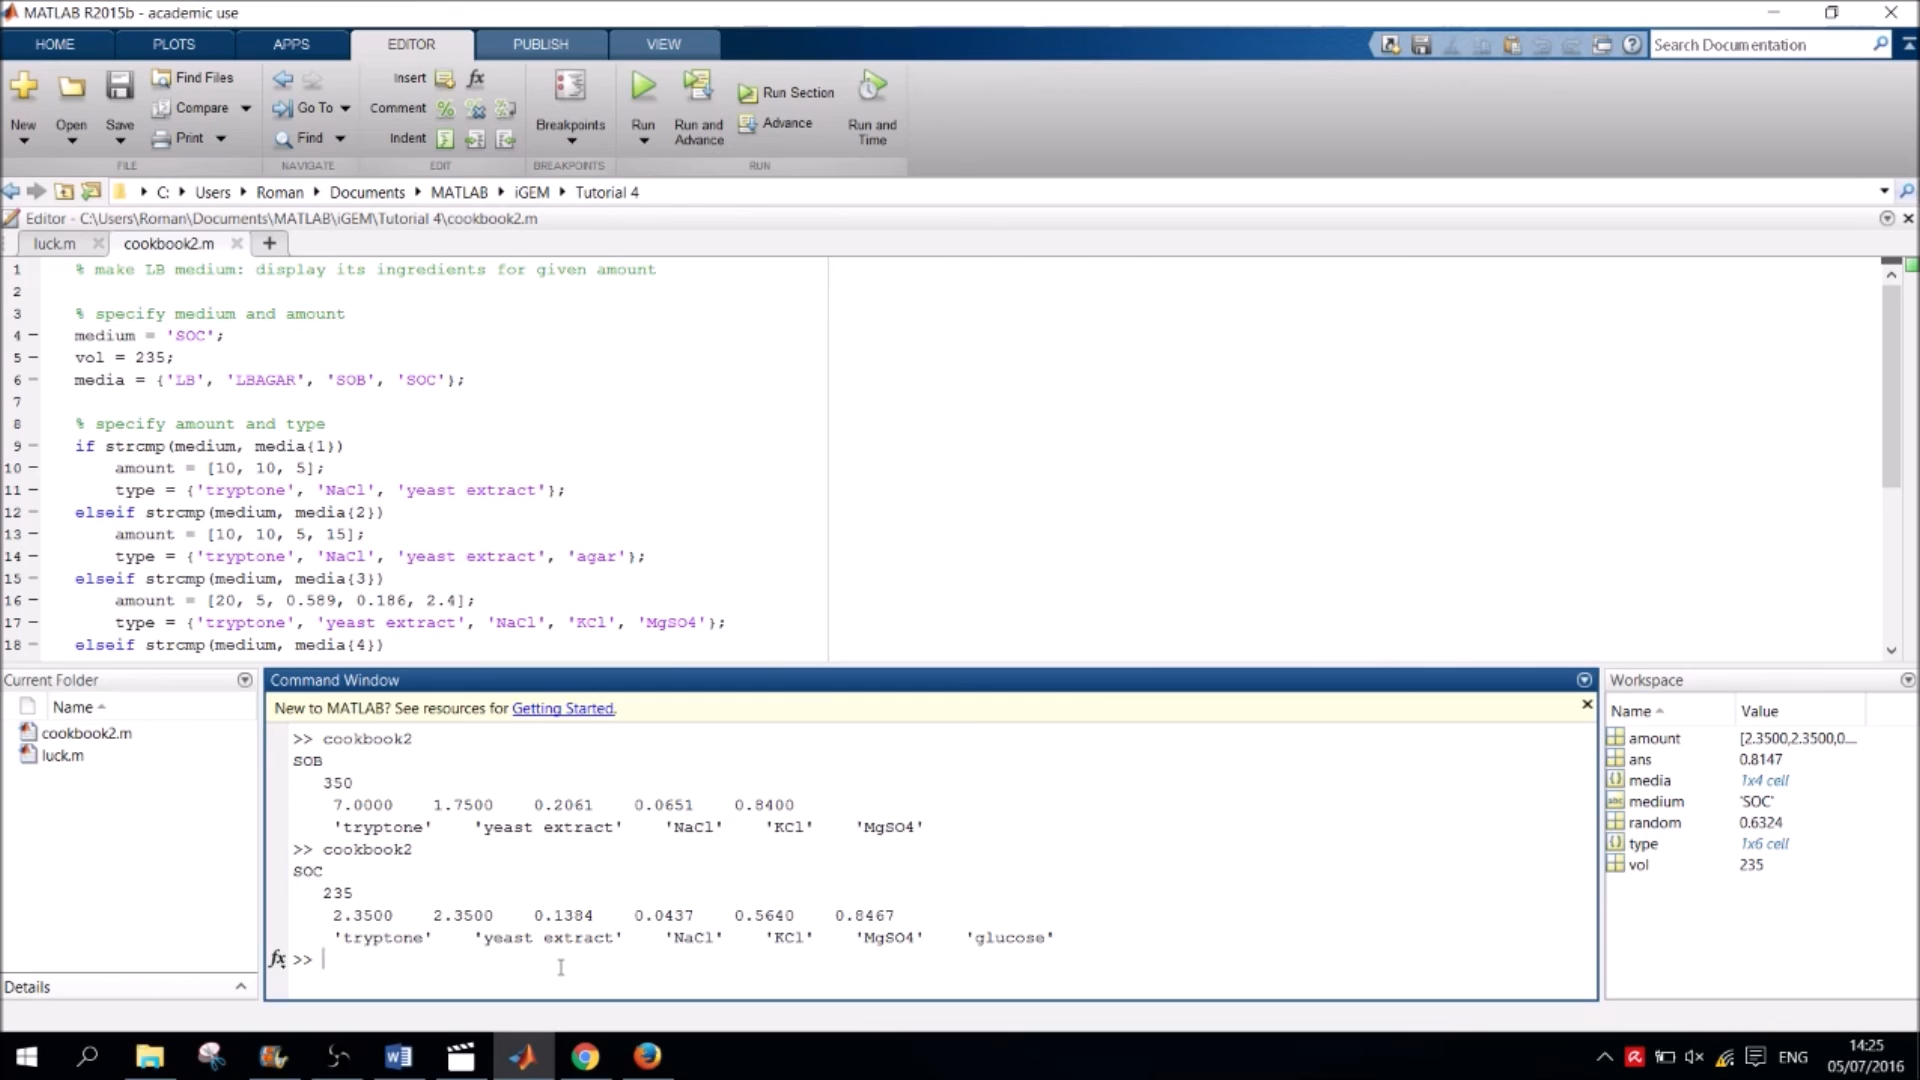 MATLAB R2015b - academic use
HOME PLOTS APPS EDITOR PUBLISH VIEW
Search Documentation
New Open Save
Find Files
Compare
Print
FILE
Go To
Find
NAVIGATE
Insert fx
Comment
Indent
EDIT
Breakpoints
BREAKPOINTS
Run
Run and Advance
Run Section
Advance
Run and Time
RUN
C: Users Roman Documents MATLAB iGEM Tutorial 4
Editor - C:\Users\Roman\Documents\MATLAB\iGEM\Tutorial 4\cookbook2.m
luck.m cookbook2.m
1 % make LB medium: display its ingredients for given amount
2
3 % specify medium and amount
4 medium = 'SOC';
5 vol = 235;
6 media = {'LB', 'LBAGAR', 'SOB', 'SOC'};
7
8 % specify amount and type
9 if strcmp(medium, media{1})
10 amount = [10, 10, 5];
11 type = {'tryptone', 'NaCl', 'yeast extract'};
12 elseif strcmp(medium, media{2})
13 amount = [10, 10, 5, 15];
14 type = {'tryptone', 'NaCl', 'yeast extract', 'agar'};
15 elseif strcmp(medium, media{3})
16 amount = [20, 5, 0.589, 0.186, 2.4];
17 type = {'tryptone', 'yeast extract', 'NaCl', 'KCl', 'MgSO4'};
18 elseif strcmp(medium, media{4})
Current Folder
Name
cookbook2.m
luck.m
Details
Command Window
New to MATLAB? See resources for Getting Started.
>> cookbook2
SOB
350
7.0000 1.7500 0.2061 0.0651 0.8400
'tryptone' 'yeast extract' 'NaCl' 'KCl' 'MgSO4'
>> cookbook2
SOC
235
2.3500 2.3500 0.1384 0.0437 0.5640 0.8467
'tryptone' 'yeast extract' 'NaCl' 'KCl' 'MgSO4' 'glucose'
fx >>
Workspace
Name Value
amount [2.3500,2.3500,0....
ans 0.8147
media 1x4 cell
medium 'SOC'
random 0.6324
type 1x6 cell
vol 235
ENG
14:25
05/07/2016